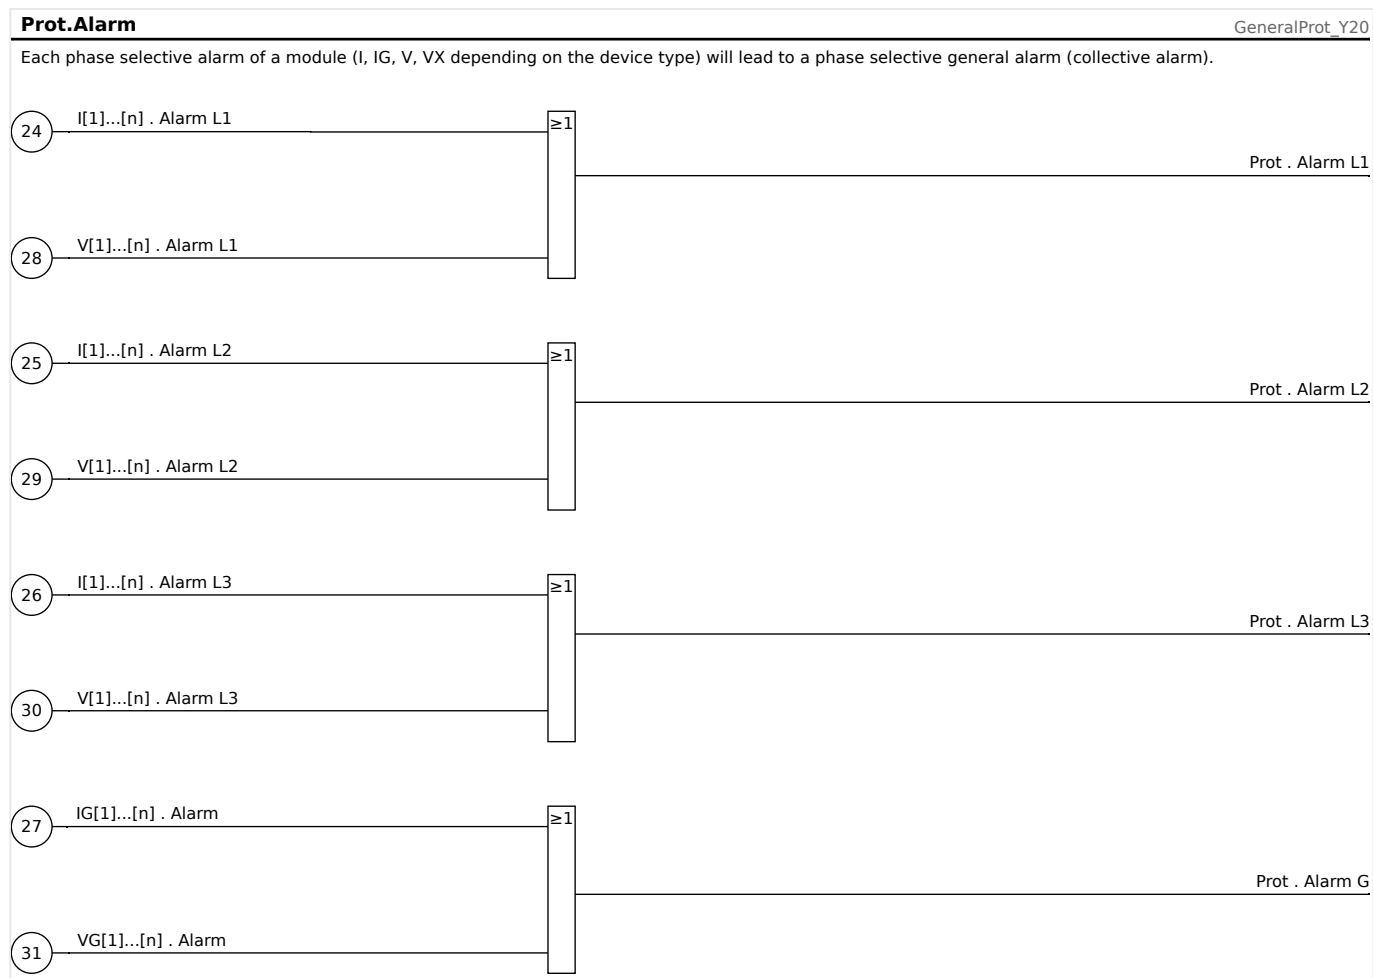 Prot.Alarm
GeneralProt_Y20
Each phase selective alarm of a module (I, IG, V, VX depending on the device type) will lead to a phase selective general alarm (collective alarm).
24
I[1]...[n] . Alarm L1
≥1
Prot . Alarm L1
28
V[1]...[n] . Alarm L1
25
I[1]...[n] . Alarm L2
≥1
Prot . Alarm L2
29
V[1]...[n] . Alarm L2
26
I[1]...[n] . Alarm L3
≥1
Prot . Alarm L3
30
V[1]...[n] . Alarm L3
27
IG[1]...[n] . Alarm
≥1
Prot . Alarm G
31
VG[1]...[n] . Alarm